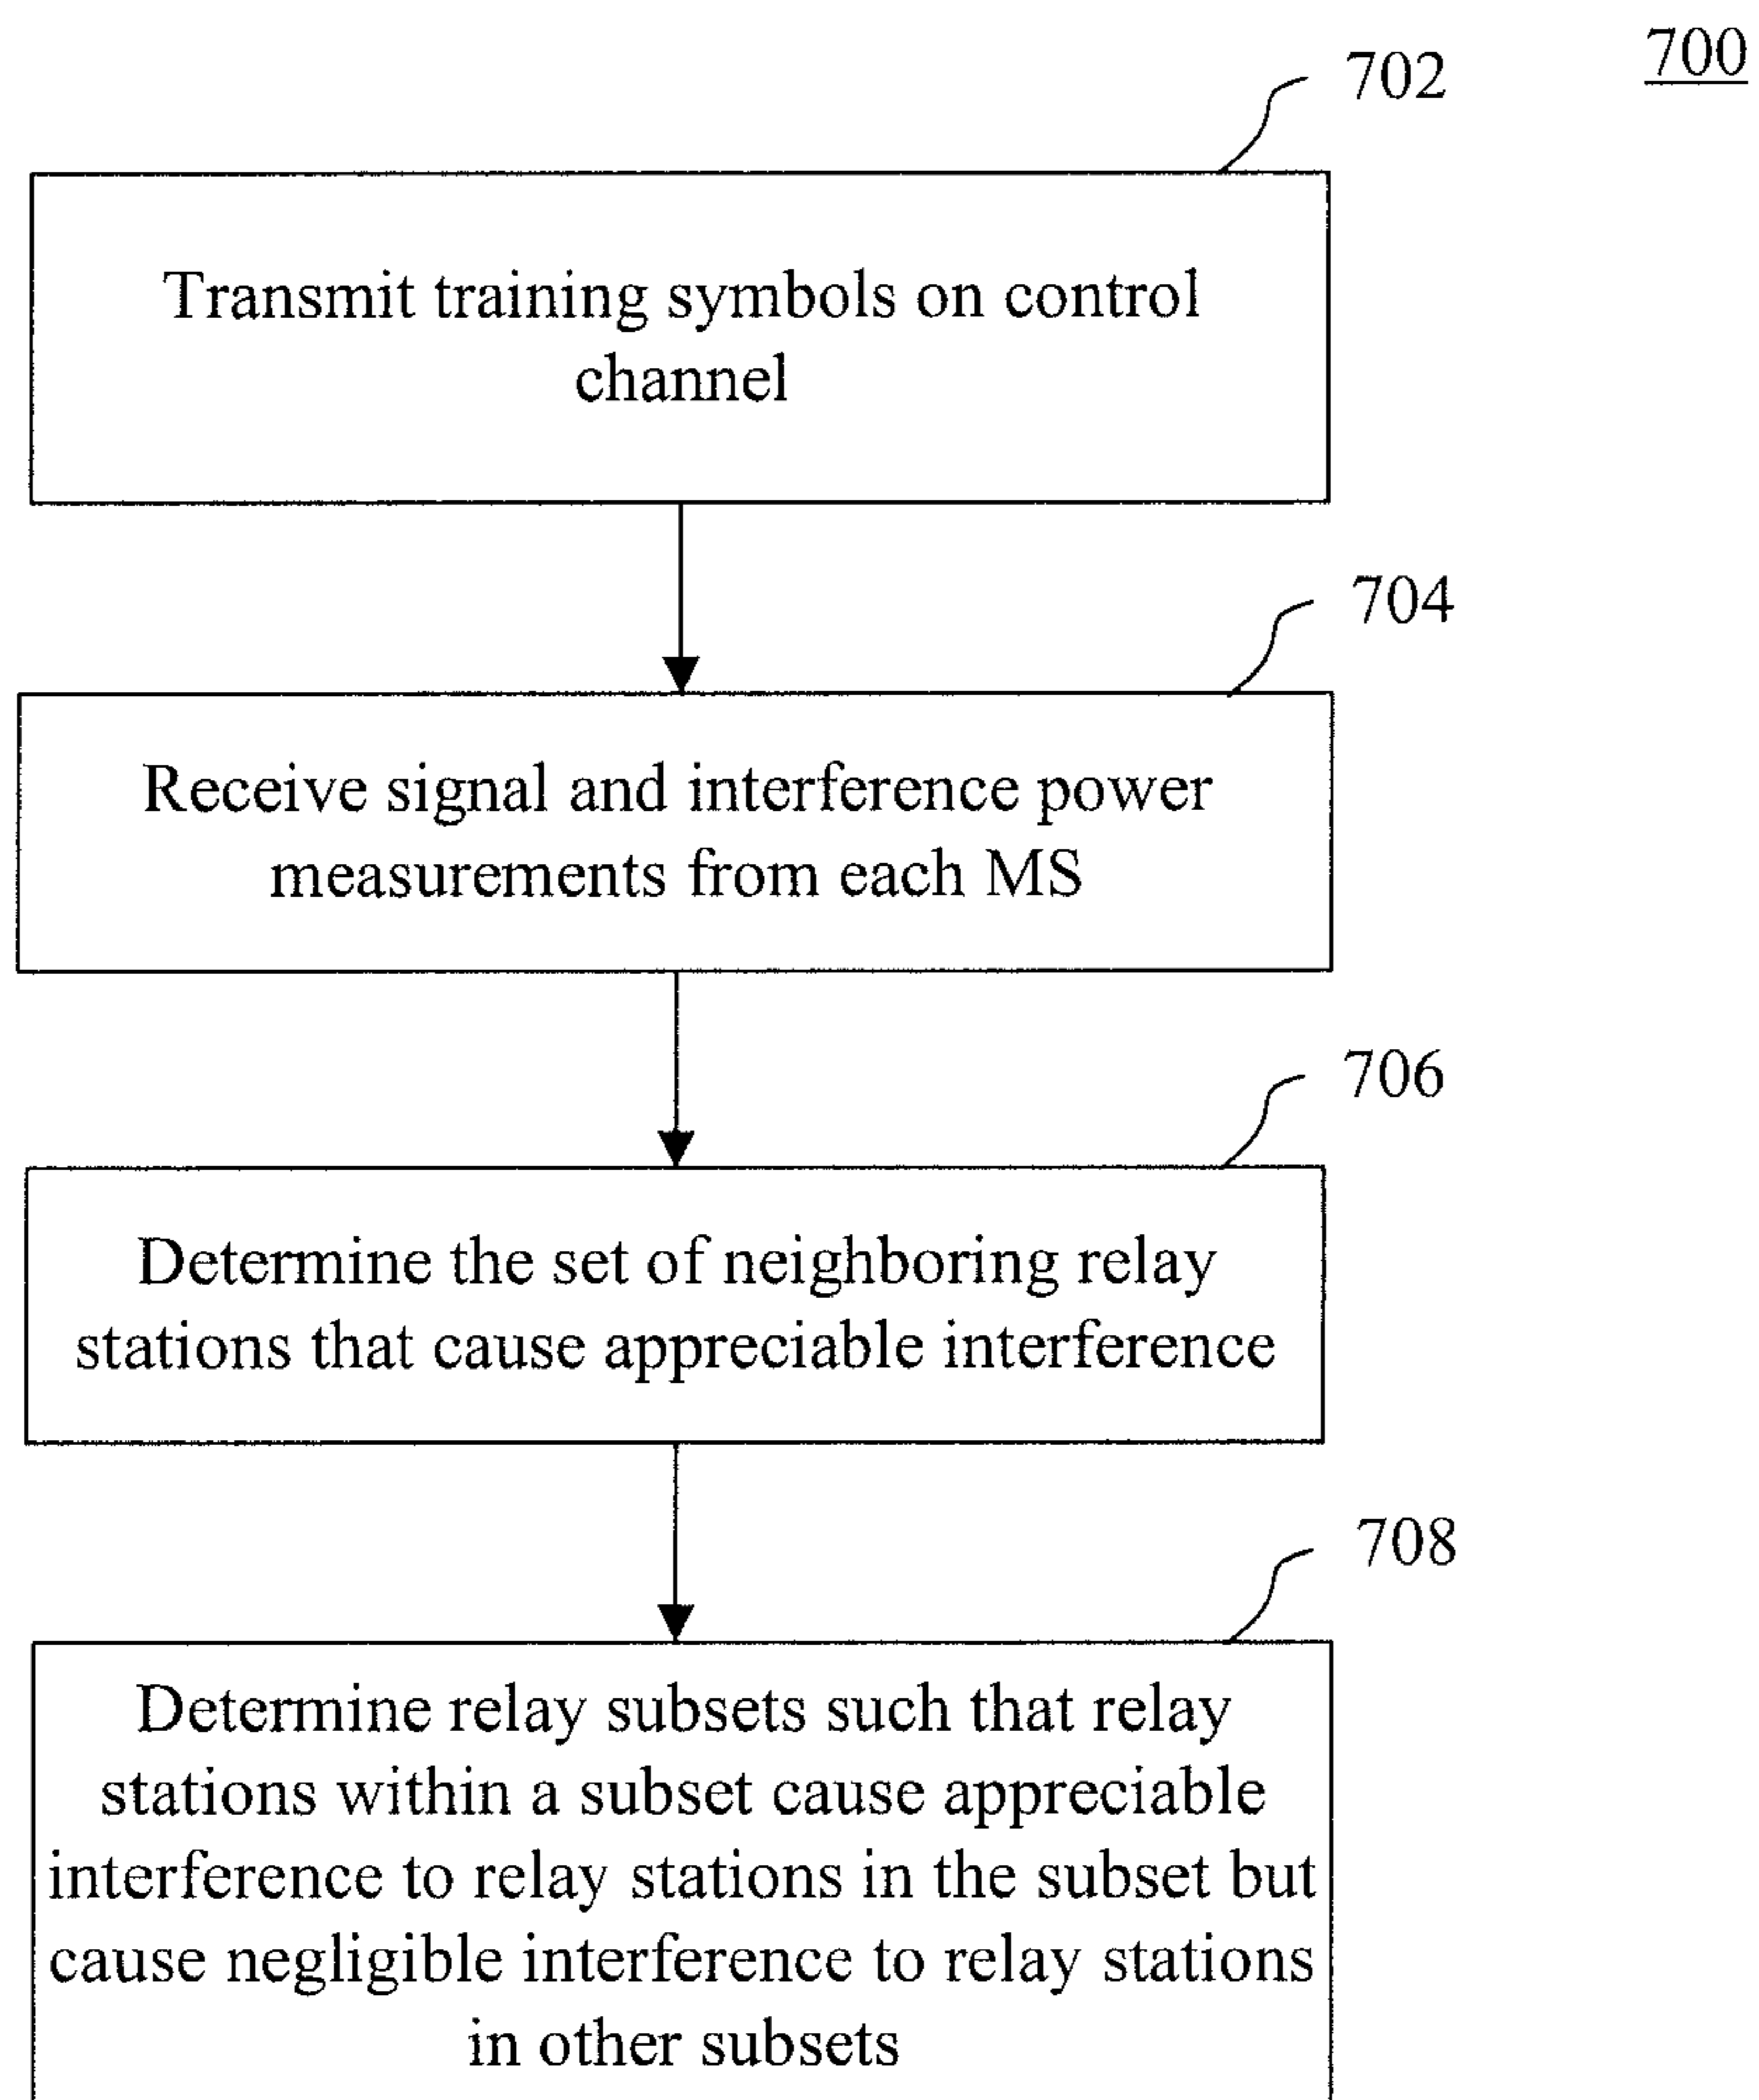 700
702
Transmit training symbols on control
channel
704
Receive signal and interference power
measurements from each MS
706
Determine the set of neighboring relay
stations that cause appreciable interference
708
Determine relay subsets such that relay
stations within a subset cause appreciable
interference to relay stations in the subset but
cause negligible interference to relay stations
in other subsets